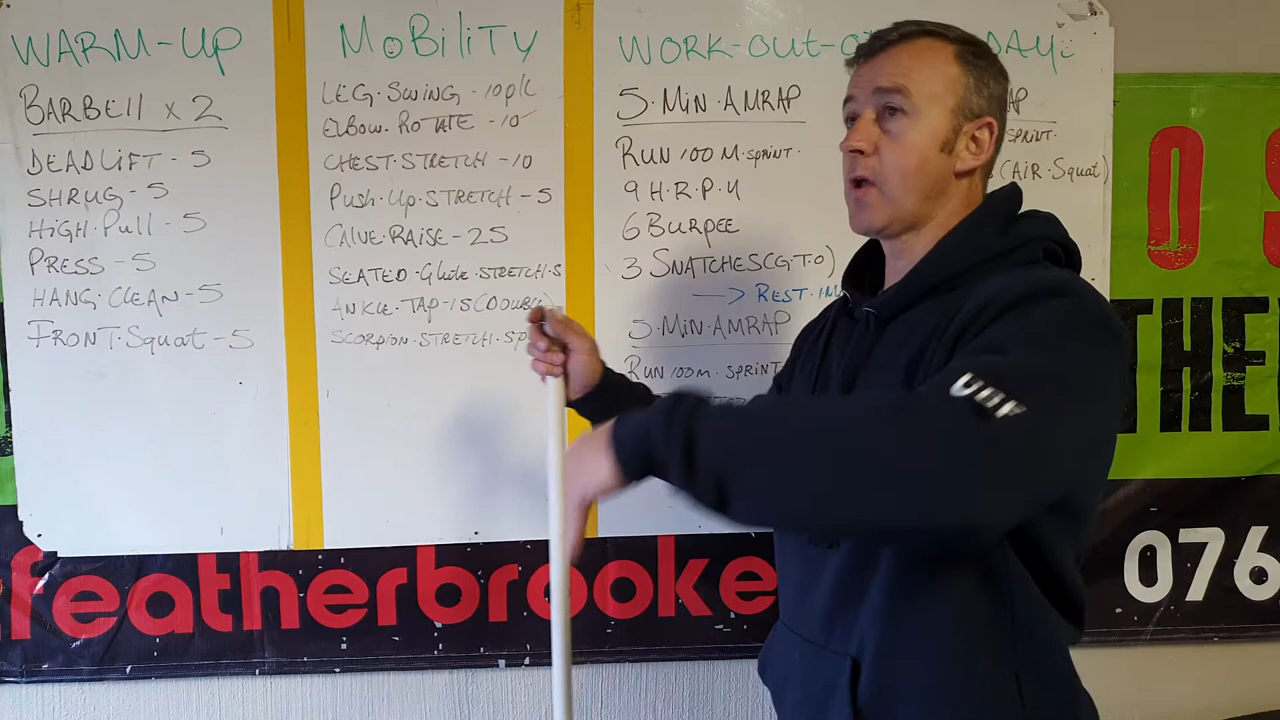 WARM-UP
BARBEll x 2
DEADLIFT - 5
SHRUG - 5
HIGH.Pull - 5
PRESS - 5
HANG.CLEAN - 5
FRONT.Squat - 5
MoBiliTY
LEG.SWING - 10 p/L
ElBOW.ROTATE - 10
CHEST.STRETCH - 10
Push.Up.STRETCH - 5
CALVE.RAISE - 25
SEATED.Glute.STRETCH.5
ANKLE.TAP-15 (DOUBLE)
SCORPION.STRETCH.
WORK-OUT- DAY
5.MiN.AMRAP
RUN 100 M.SPRINT.
9 H.R.P.U
6 BURPEE
3 SNATCHES(G.T.O)
→ REST.
5.MiN.AMRAP
RUN 100M. SPRINT
AP
SPRINT.
(AIR.Squat)
UOF
featherbrooke
O S
THE
076